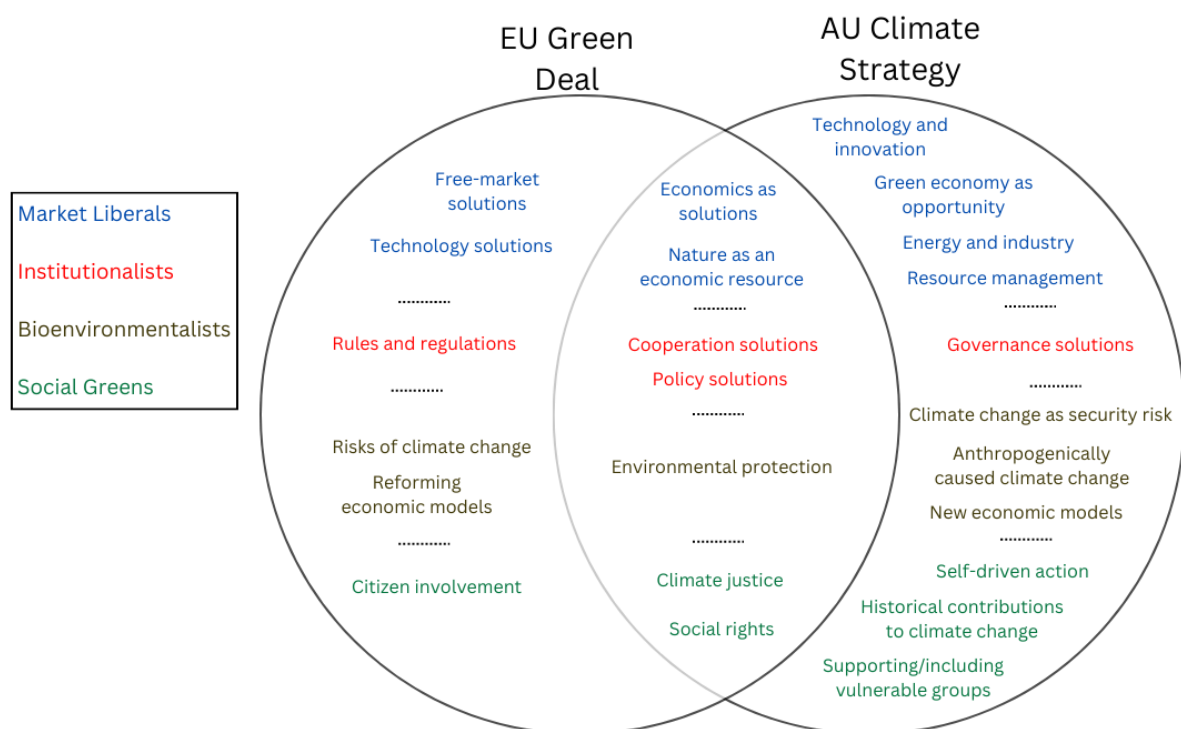 EU Green
Deal
AU Climate
Strategy
Market Liberals
Institutionalists
Bioenvironmentalists
Social Greens
Free-market
solutions
Technology solutions
Rules and regulations
Risks of climate change
Reforming
economic models
Citizen involvement
Economics as
solutions
Nature as an
economic resource
Cooperation solutions
Policy solutions
Environmental protection
Climate justice
Social rights
Technology and
innovation
Green economy as
opportunity
Energy and industry
Resource management
Governance solutions
Climate change as security risk
Anthropogenically
caused climate change
New economic models
Self-driven action
Historical contributions
to climate change
Supporting/including
vulnerable groups